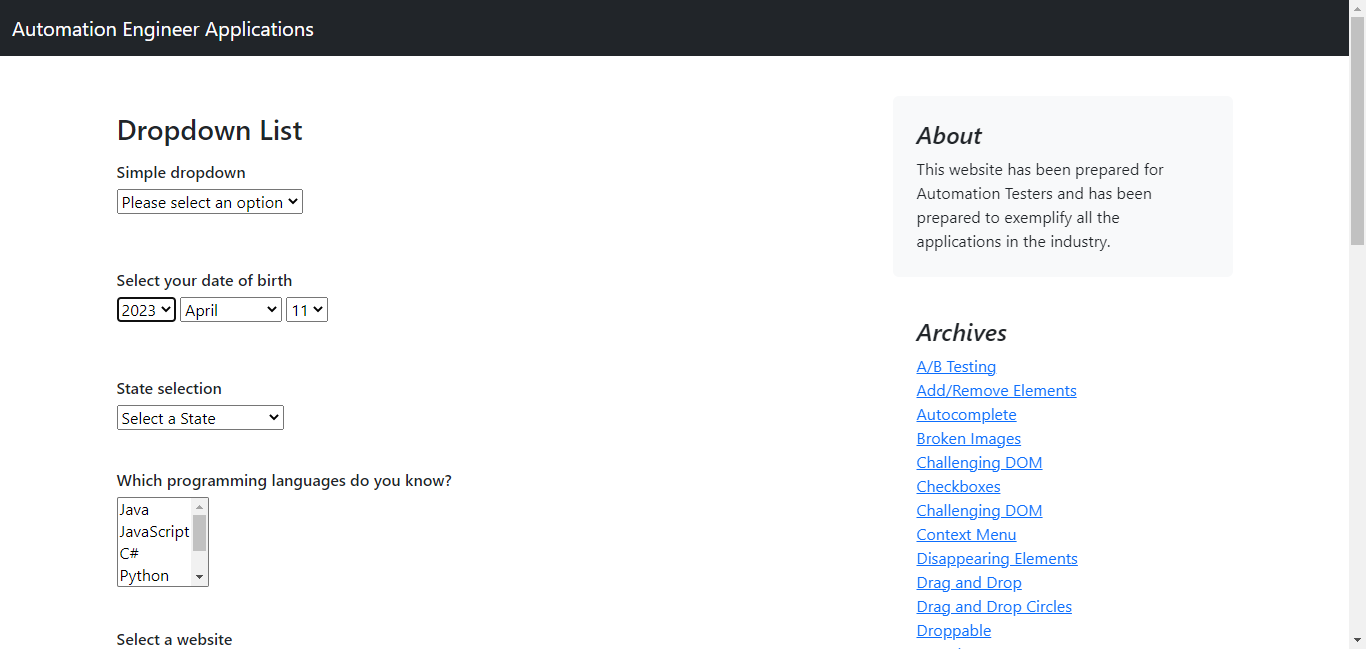 Automation Engineer Applications
Dropdown List
Simple dropdown
Please select an option
Select your date of birth
2023 April 11
State selection
Select a State
Which programming languages do you know?
Java
JavaScript
C#
Python
Select a website
About
This website has been prepared for
Automation Testers and has been
prepared to exemplify all the
applications in the industry.
Archives
A/B Testing
Add/Remove Elements
Autocomplete
Broken Images
Challenging DOM
Checkboxes
Challenging DOM
Context Menu
Disappearing Elements
Drag and Drop
Drag and Drop Circles
Droppable